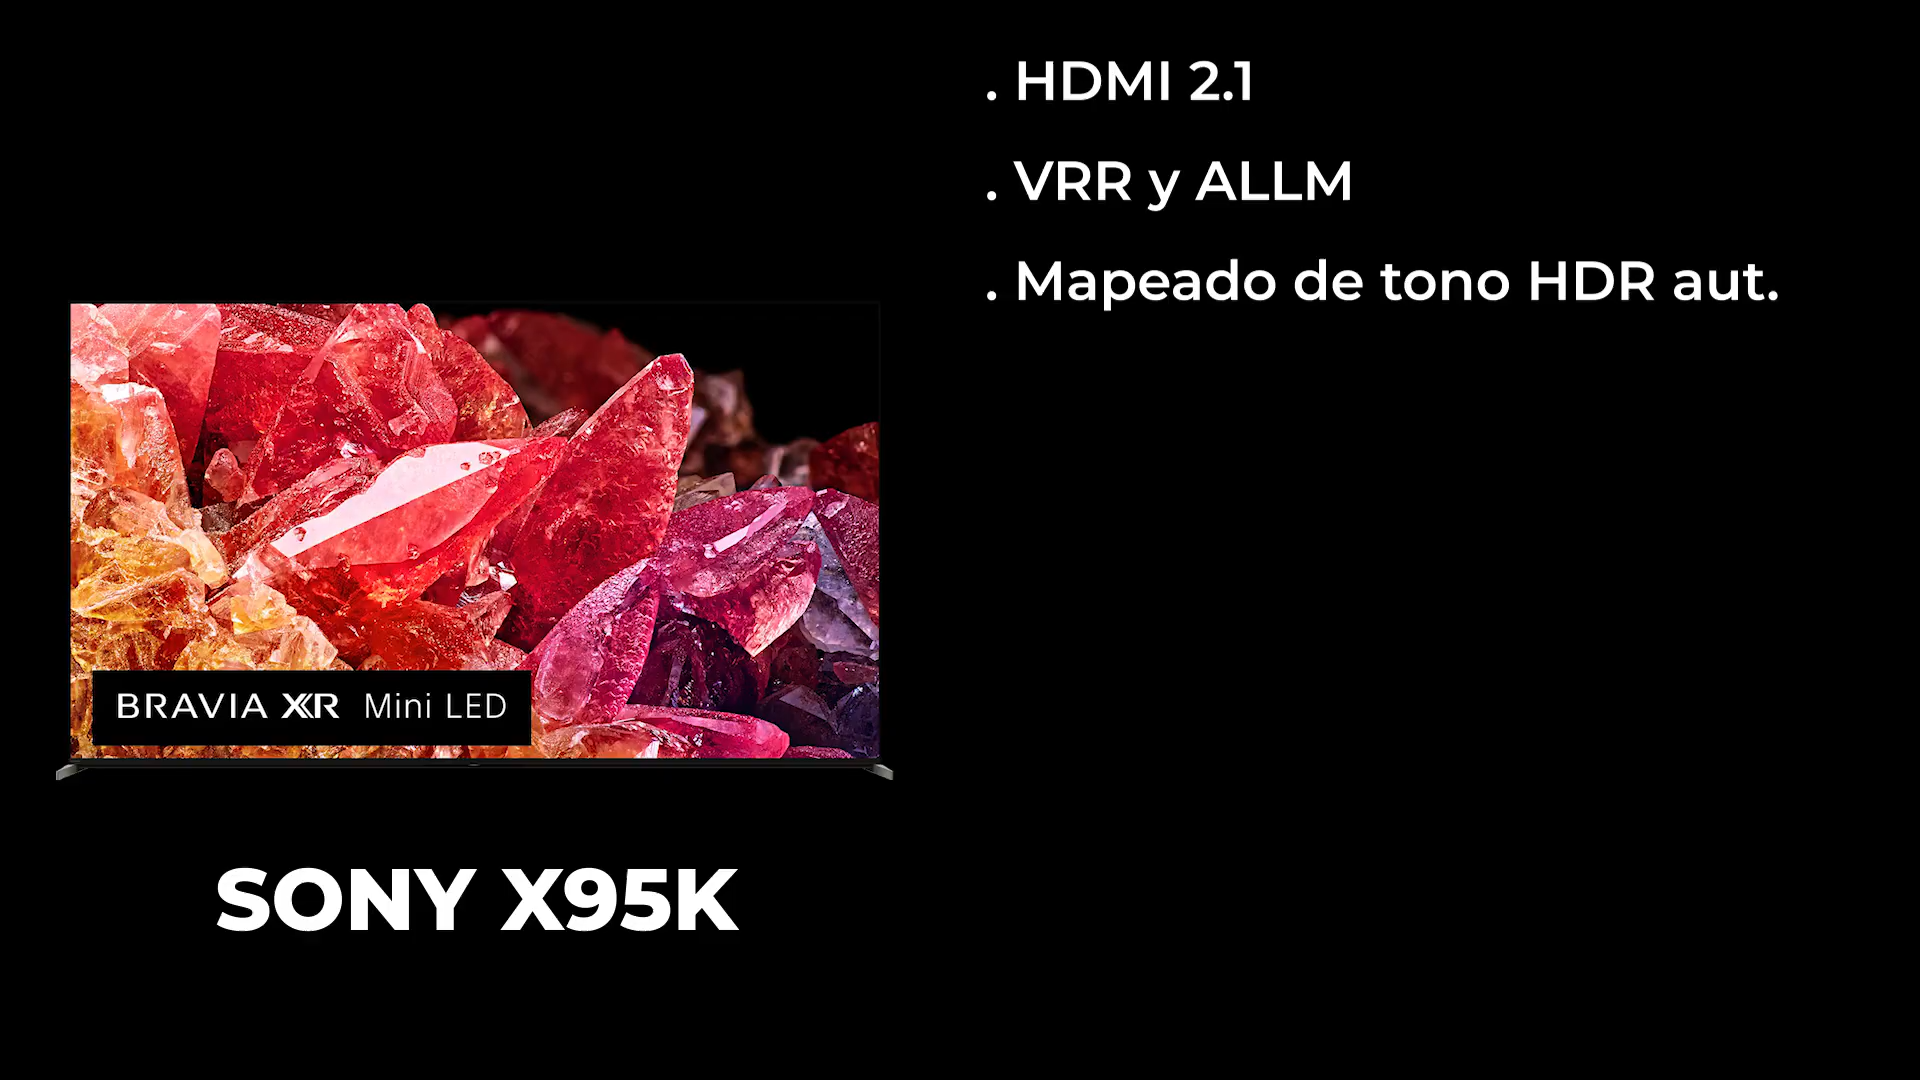 . HDMI 2.1
. VRR y ALLM
. Mapeado de tono HDR aut.
BRAVIA XR Mini LED
SONY X95K